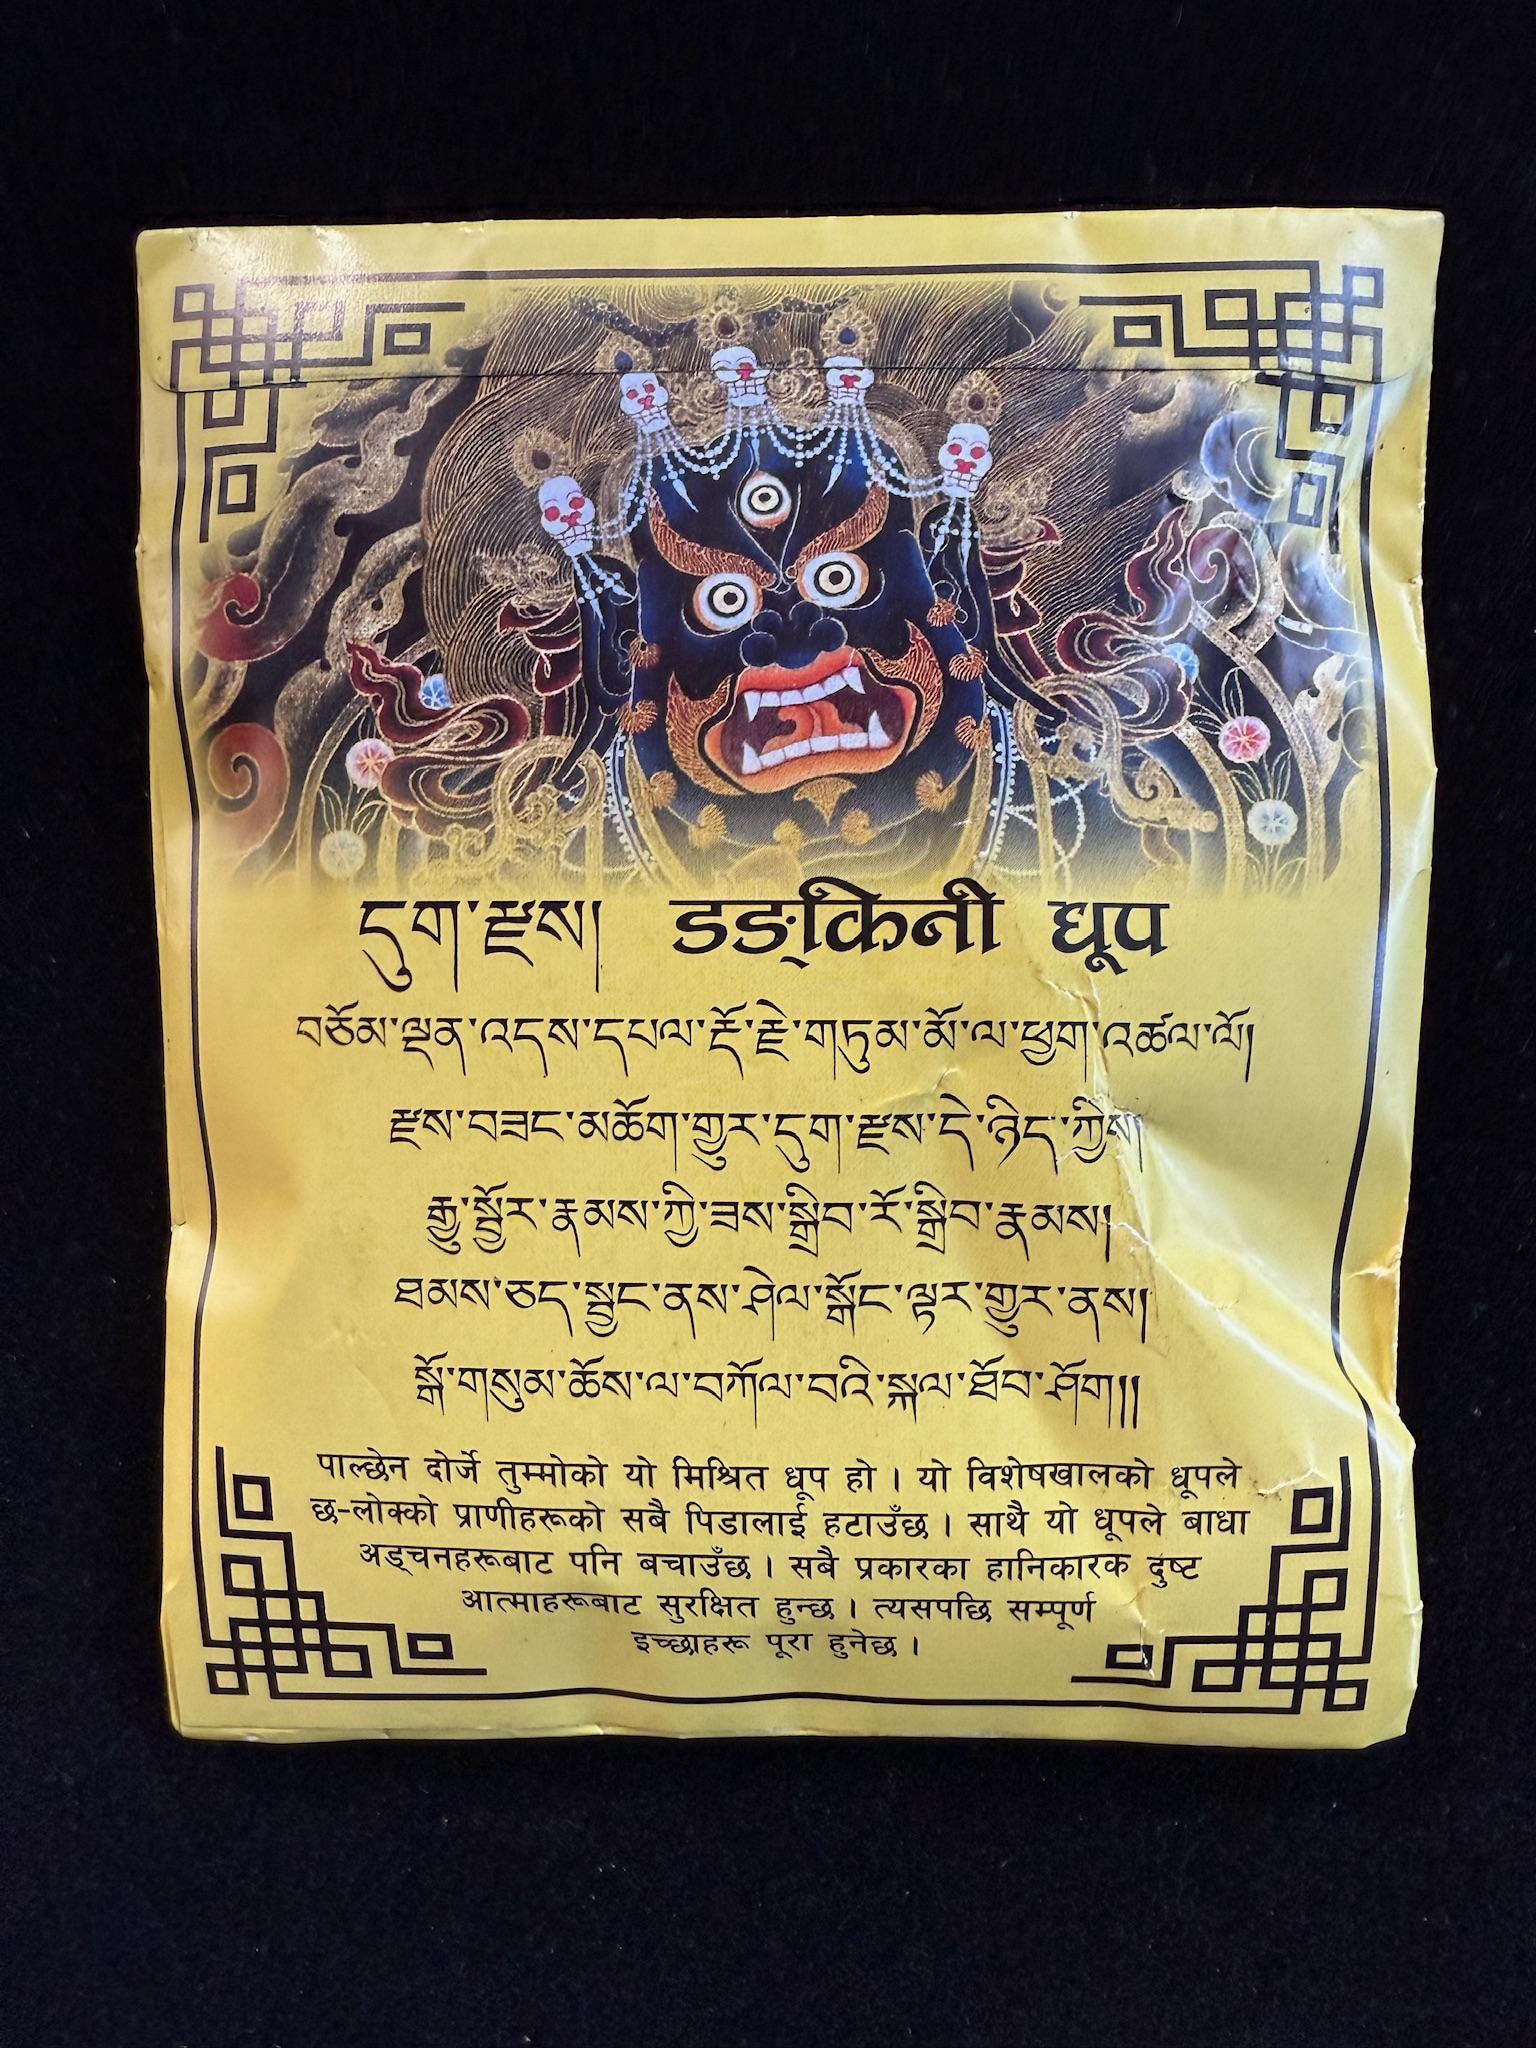 དུག་རྫས། डङ्किनी धूप
བཅོམ་ལྡན་འདས་དཔལ་རྡོ་རྗེ་གཏུམ་མོ་ལ་ཕྱག་འཚལ་ལོ།
རྫས་བཟང་མཆོག་གྱུར་དུག་རྫས་དེ་ཉིད་ཀྱིས།
རྒྱུ་སྦྱོར་རྣམས་ཀྱི་ཟས་སྒྲིབ་རོ་སྒྲིབ་རྣམས།
ཐམས་ཅད་སྦྱང་ནས་ཤེལ་སྒོང་ལྟར་གྱུར་ནས།
སྒོ་གསུམ་ཆོས་ལ་བཀོལ་བའི་སྐལ་ཐོབ་ཤོག།།
पाल्छेन दोर्जे तुम्मोको यो मिश्रित धूप हो । यो विशेषखालको धूपले
छ-लोक्को प्राणीहरूको सबै पिडालाई हटाउँछ । साथै यो धूपले बाधा
अड्चनहरूबाट पनि बचाउँछ । सबै प्रकारका हानिकारक दुष्ट
आत्माहरूबाट सुरक्षित हुन्छ । त्यसपछि सम्पूर्ण
इच्छाहरू पूरा हुनेछ ।